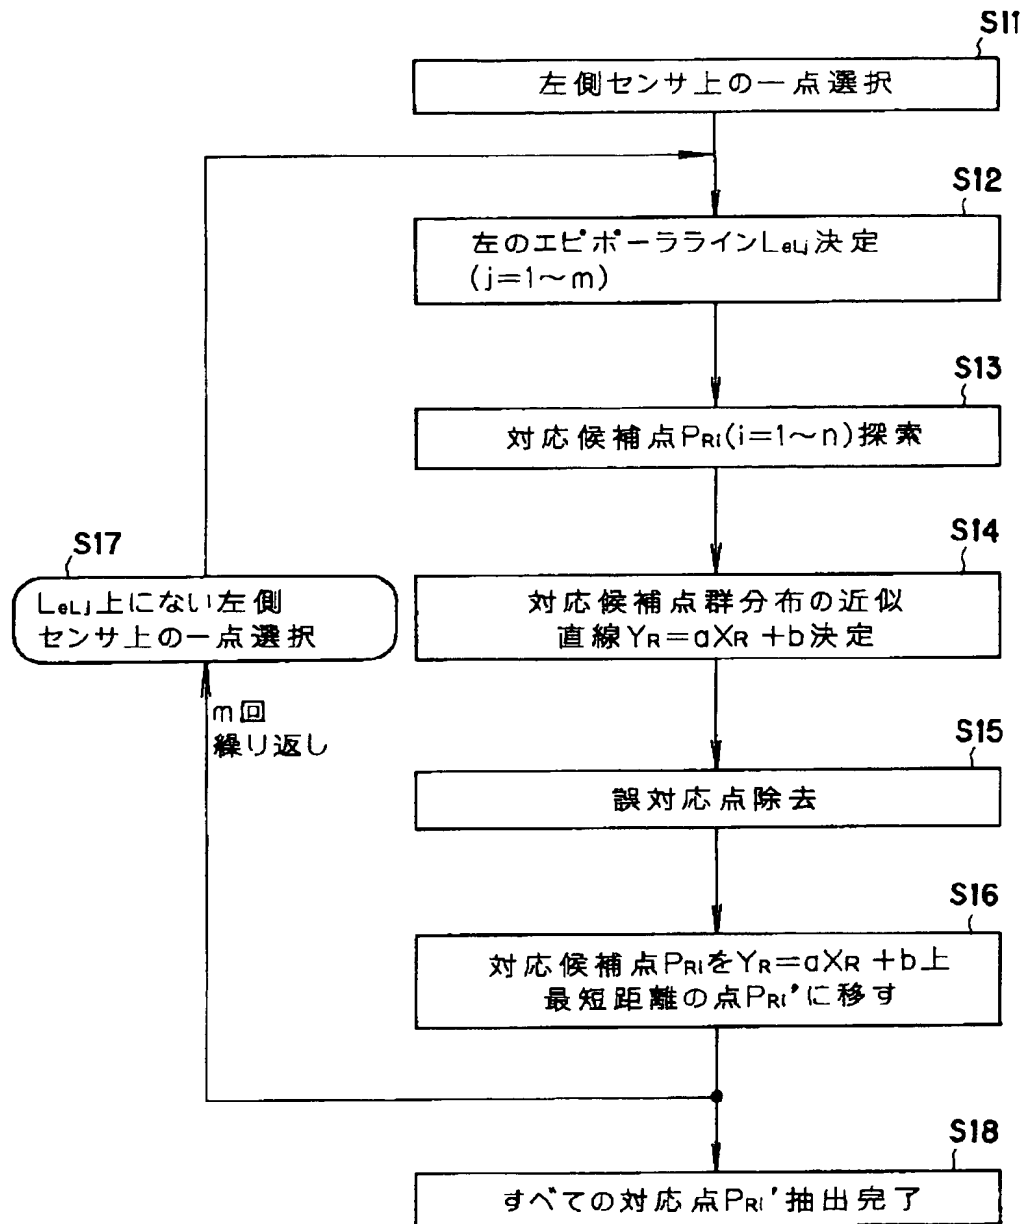 S11
左側センサ上の一点選択
S12
左のエピポーララインLeLj決定
(j=1～m)
S13
対応候補点PRi(i=1～n)探索
S14
対応候補点群分布の近似
直線YR=aXR+b決定
S17
LeLj上にない左側
センサ上の一点選択
m回
繰り返し
S15
誤対応点除去
S16
対応候補点PRiをYR=aXR+b上
最短距離の点PRi'に移す
S18
すべての対応点PRi'抽出完了